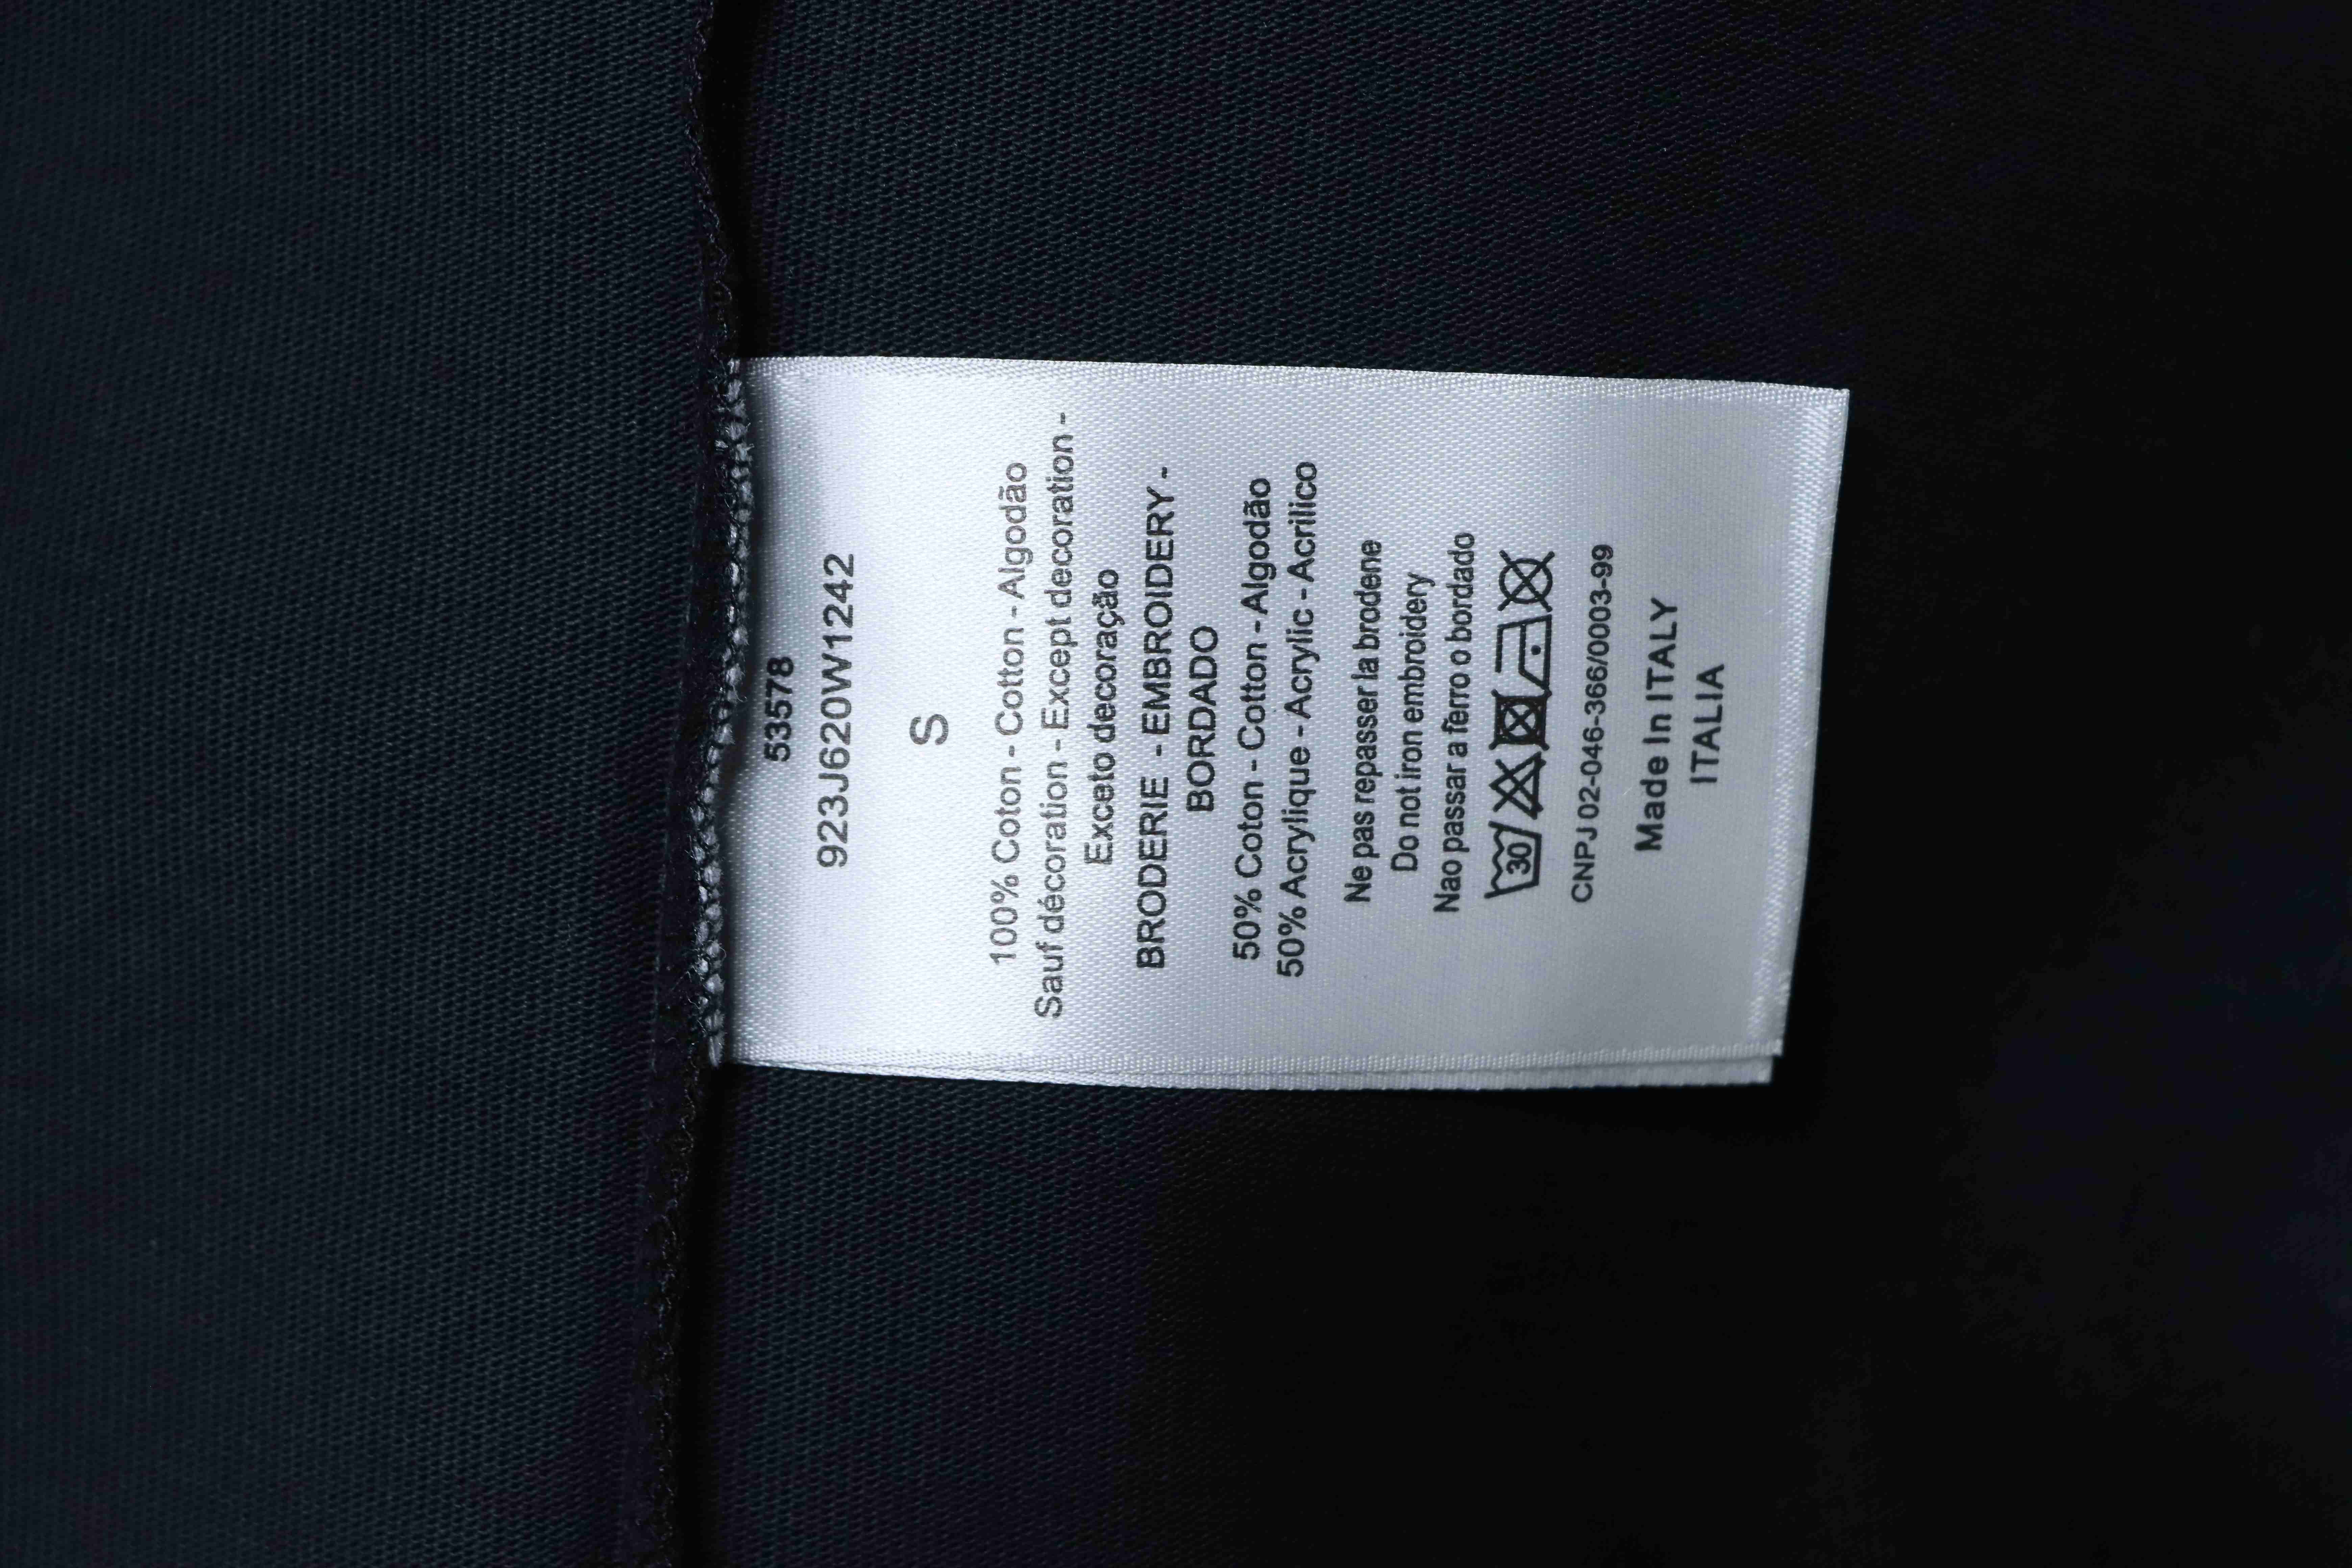 53578
923J620W1242
S
100% Coton - Cotton - Algodão
Sauf décoration - Except decoration -
Exceto decoração
BRODERIE - EMBROIDERY -
BORDADO
50% Coton - Cotton - Algodão
50% Acrylique - Acrylic - Acrilico
Ne pas repasser la brodene
Do not iron embroidery
Nao passar a ferro o bordado
30
CNPJ 02-046-366/0003-99
Made In ITALY
ITALIA